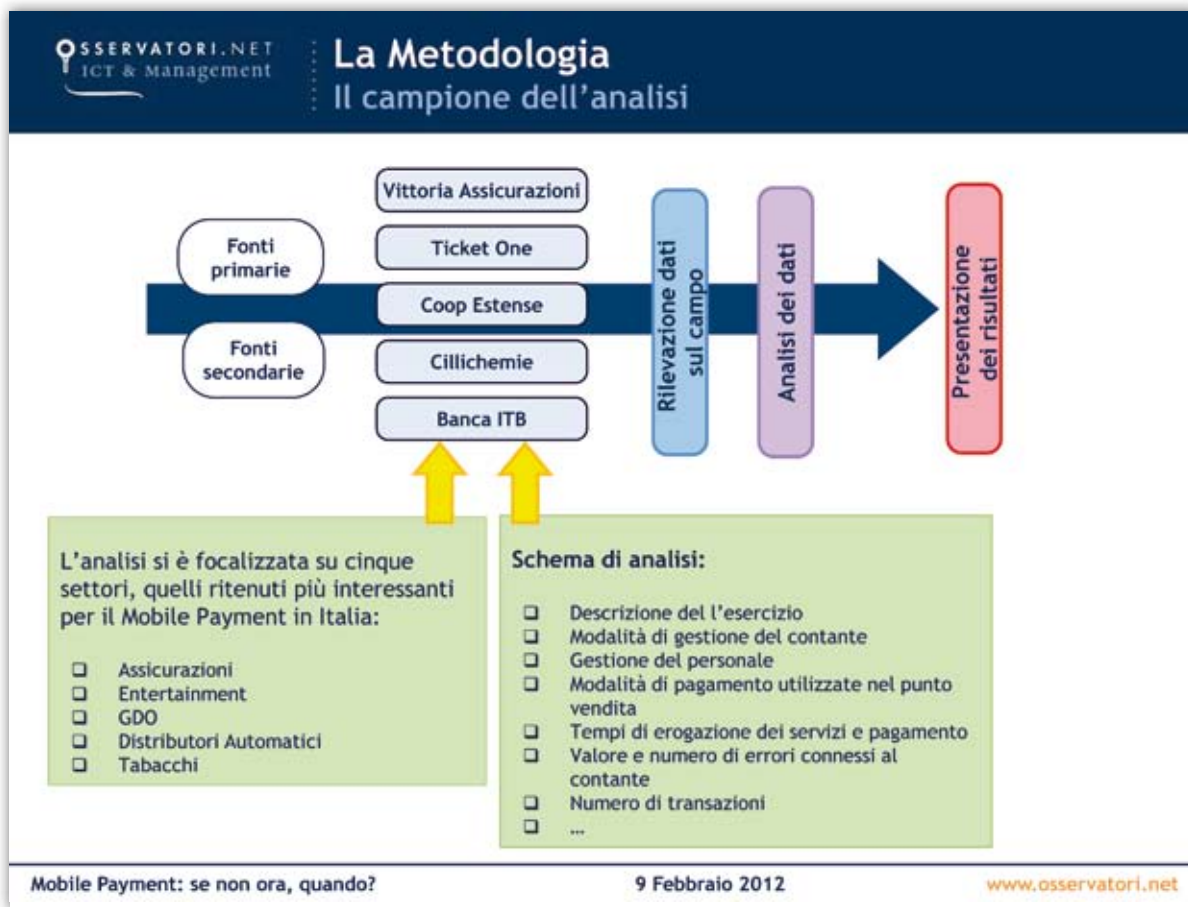 OSSERVATORI.NET
ICT & Management
La Metodologia
Il campione dell'analisi
Fonti
primarie
Fonti
secondarie
Vittoria Assicurazioni
Ticket One
Coop Estense
Cillichemie
Banca ITB
Rilevazione dati
sul campo
Analisi dei dati
Presentazione
dei risultati
L'analisi si è focalizzata su cinque
settori, quelli ritenuti più interessanti
per il Mobile Payment in Italia:
❑ Assicurazioni
❑ Entertainment
❑ GDO
❑ Distributori Automatici
❑ Tabacchi
Schema di analisi:
❑ Descrizione del l'esercizio
❑ Modalità di gestione del contante
❑ Gestione del personale
❑ Modalità di pagamento utilizzate nel punto
vendita
❑ Tempi di erogazione dei servizi e pagamento
❑ Valore e numero di errori connessi al
contante
❑ Numero di transazioni
❑ …
Mobile Payment: se non ora, quando?
9 Febbraio 2012
www.osservatori.net